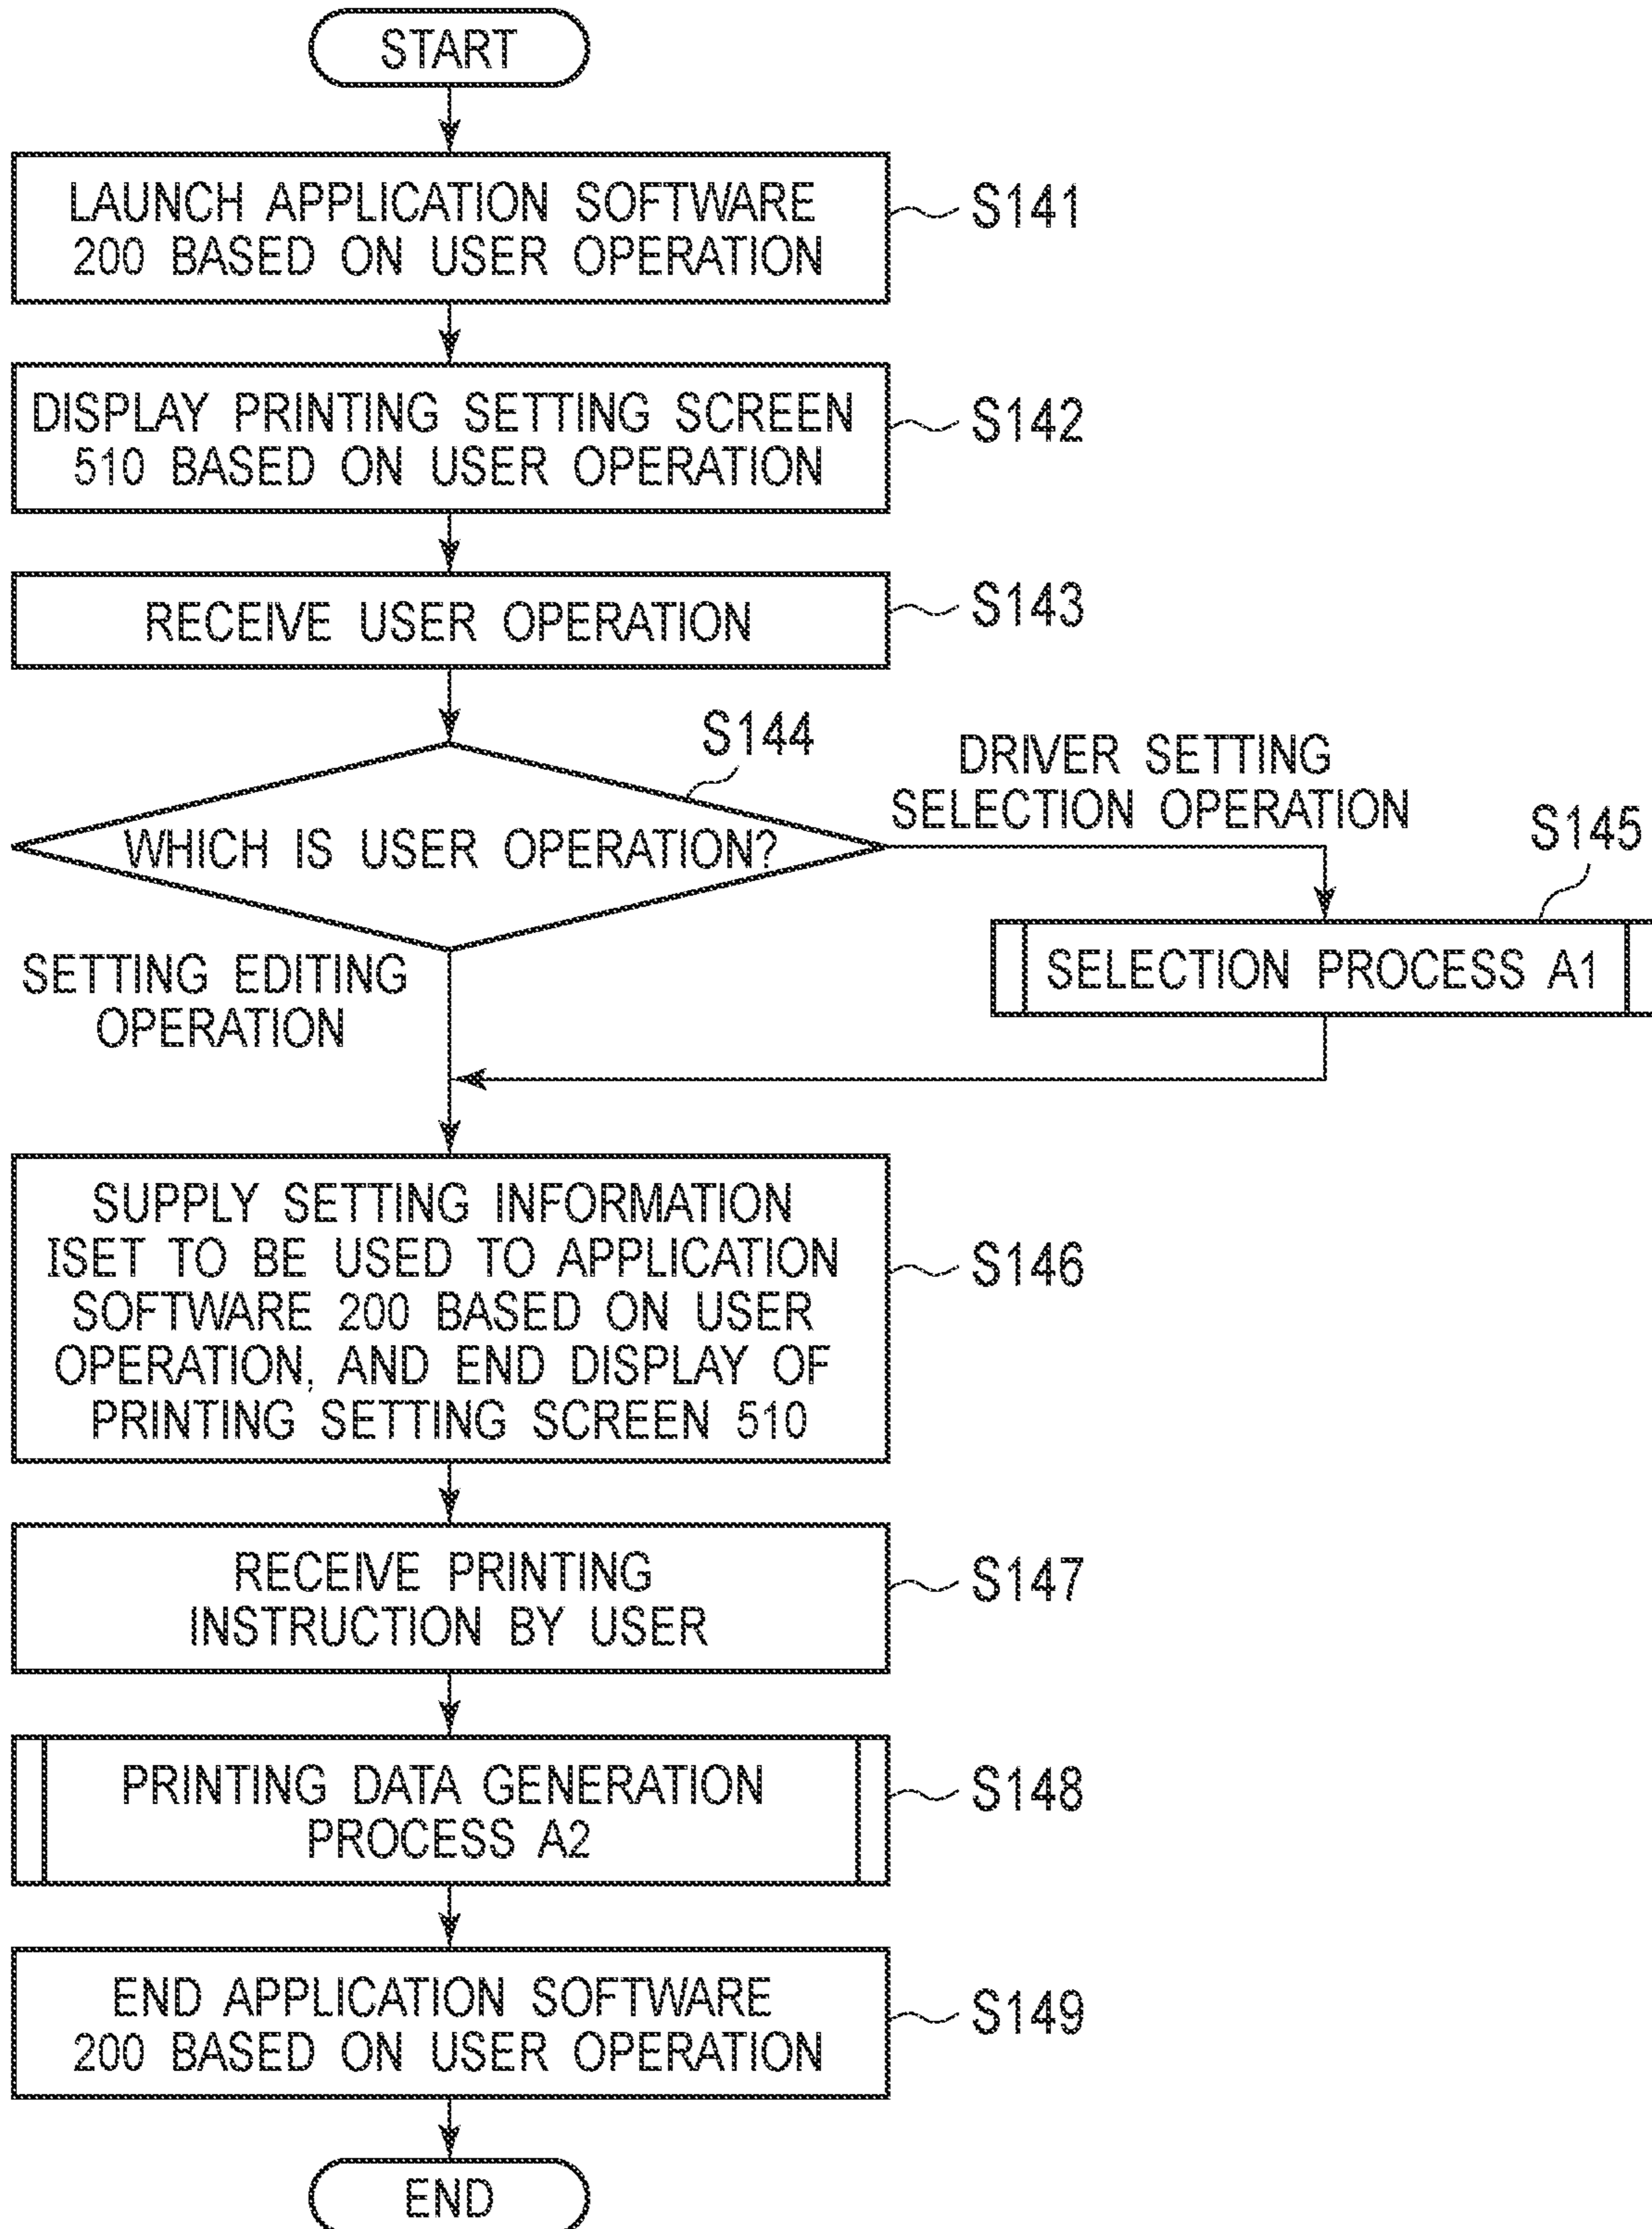 START
LAUNCH APPLICATION SOFTWARE
200 BASED ON USER OPERATION
S141
DISPLAY PRINTING SETTING SCREEN
510 BASED ON USER OPERATION
S142
RECEIVE USER OPERATION
S143
S144
WHICH IS USER OPERATION?
DRIVER SETTING
SELECTION OPERATION
S145
SELECTION PROCESS A1
SETTING EDITING
OPERATION
SUPPLY SETTING INFORMATION
ISET TO BE USED TO APPLICATION
SOFTWARE 200 BASED ON USER
OPERATION, AND END DISPLAY OF
PRINTING SETTING SCREEN 510
S146
RECEIVE PRINTING
INSTRUCTION BY USER
S147
PRINTING DATA GENERATION
PROCESS A2
S148
END APPLICATION SOFTWARE
200 BASED ON USER OPERATION
S149
END